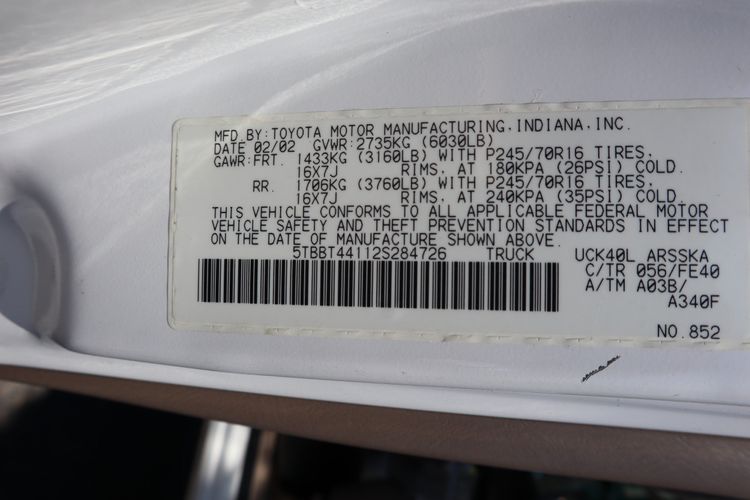 MFD.BY:TOYOTA MOTOR MANUFACTURING,INDIANA,INC.
DATE 02/02 GVWR:2735KG (6030LB)
GAWR:FRT. 1433KG (3160LB) WITH P245/70R16 TIRES,
16X7J RIMS, AT 180KPA (26PSI) COLD.
RR. 1706KG (3760LB) WITH P245/70R16 TIRES,
16X7J RIMS, AT 240KPA (35PSI) COLD.
THIS VEHICLE CONFORMS TO ALL APPLICABLE FEDERAL MOTOR
VEHICLE SAFETY AND THEFT PREVENTION STANDARDS IN EFFECT
ON THE DATE OF MANUFACTURE SHOWN ABOVE.
5TBBT44112S284726 TRUCK UCK40L ARSSKA
C/TR 056/FE40
A/TM A03B/
A340F
NO.852